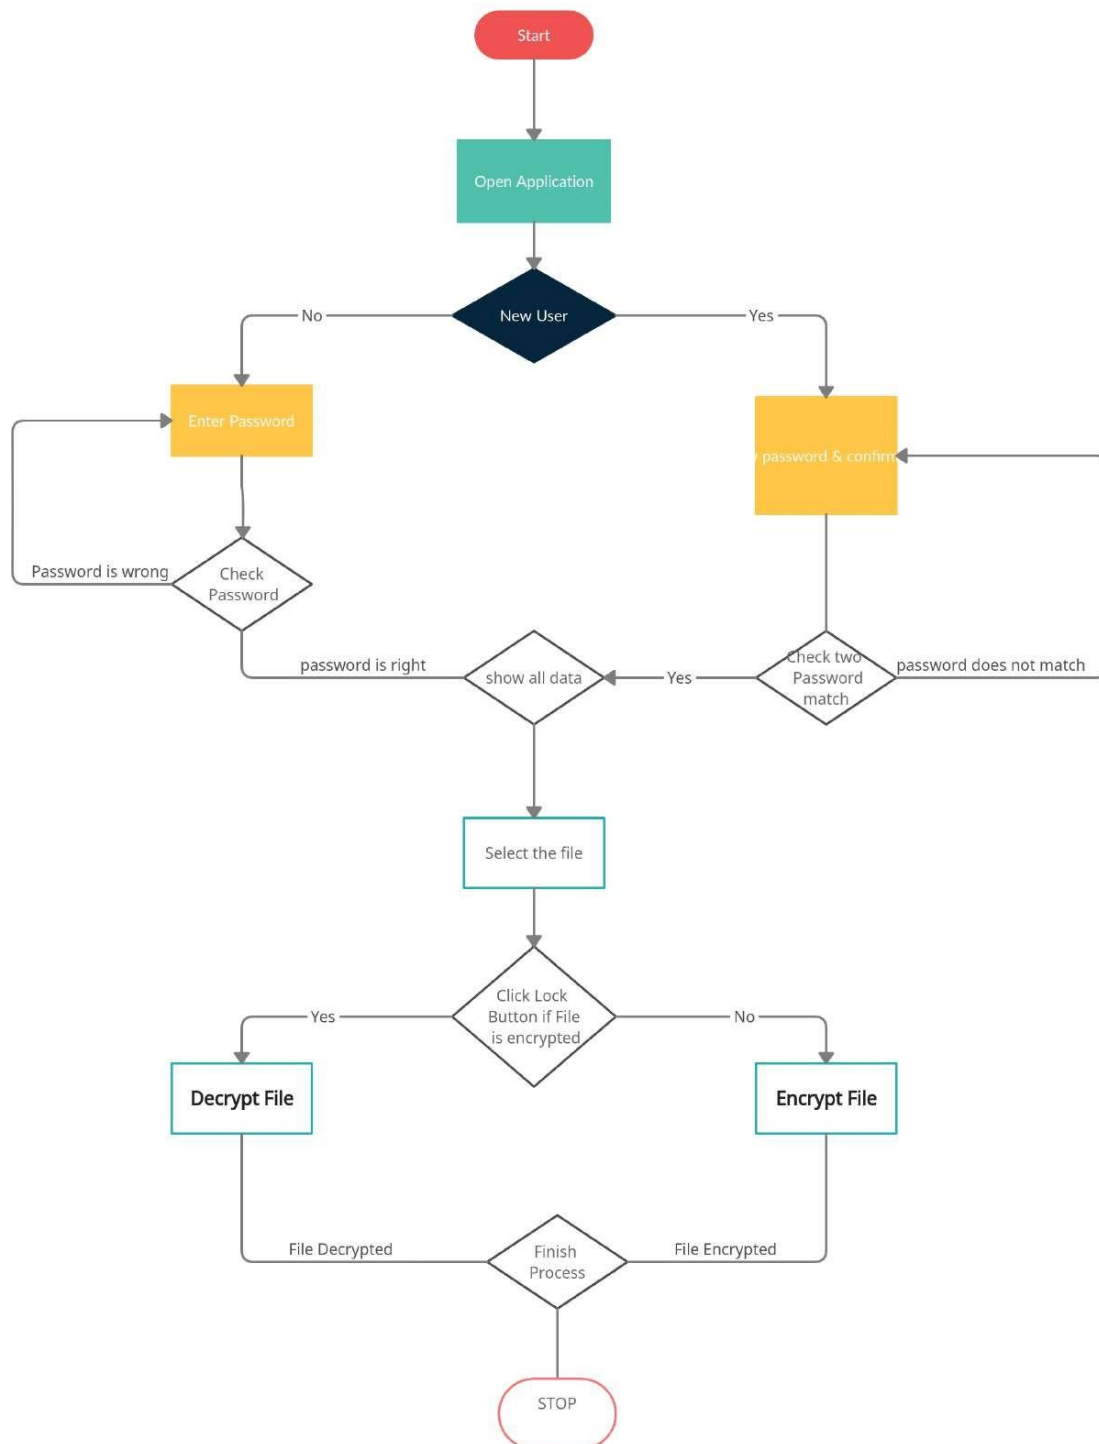 Start
Open Application
New User
No
Yes
Enter Password
password & confirm
Password is wrong
Check
Password
password is right
show all data
Yes
Check two
Password
match
password does not match
Select the file
Click Lock
Button if File
is encrypted
Yes
No
Decrypt File
Encrypt File
File Decrypted
Finish
Process
File Encrypted
STOP